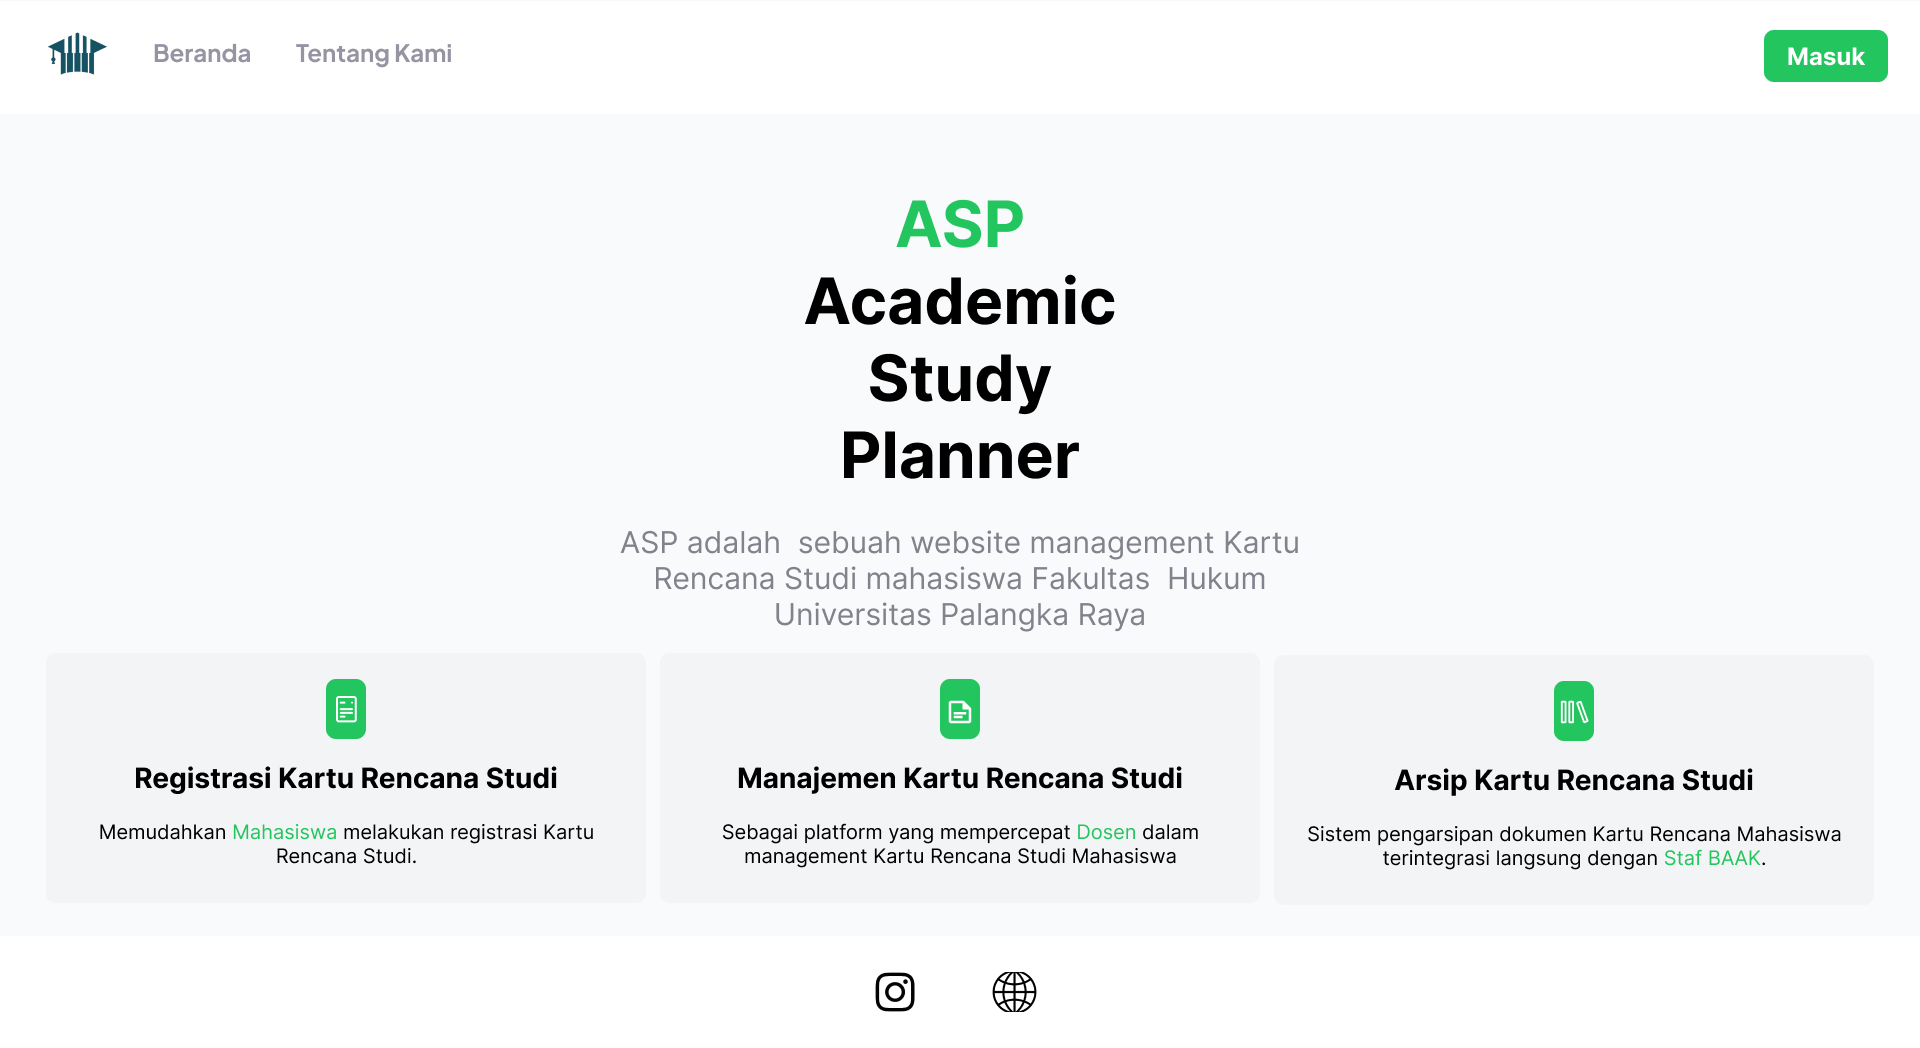 Beranda
Tentang Kami
Masuk
ASP
Academic
Study
Planner
ASP adalah  sebuah website management Kartu
Rencana Studi mahasiswa Fakultas  Hukum
Universitas Palangka Raya
Registrasi Kartu Rencana Studi
Memudahkan Mahasiswa melakukan registrasi Kartu
Rencana Studi.
Manajemen Kartu Rencana Studi
Sebagai platform yang mempercepat Dosen dalam
management Kartu Rencana Studi Mahasiswa
Arsip Kartu Rencana Studi
Sistem pengarsipan dokumen Kartu Rencana Mahasiswa
terintegrasi langsung dengan Staf BAAK.